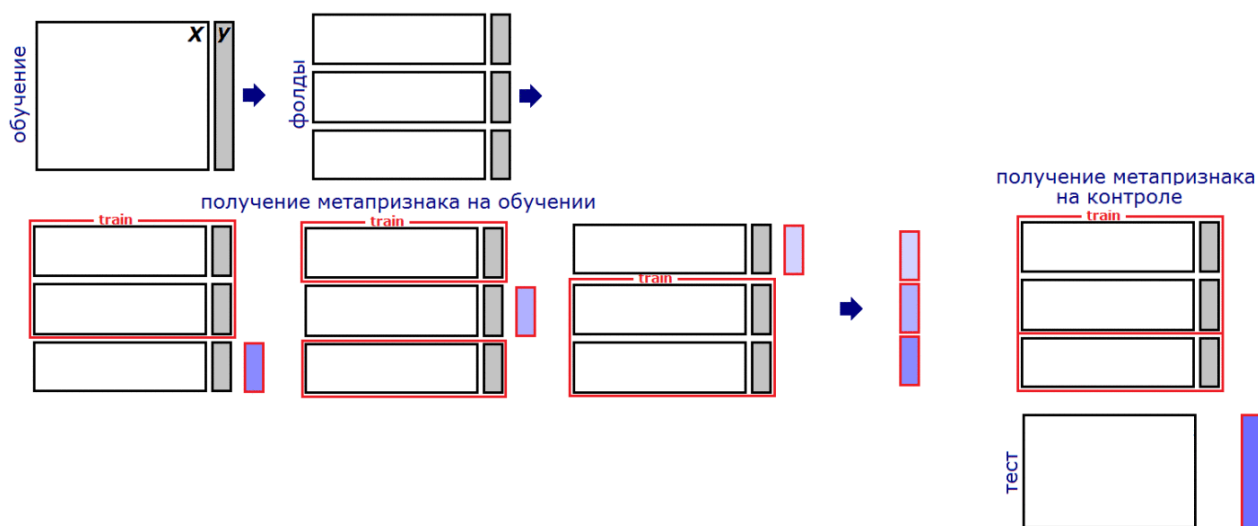 обучение
X y
фолды
получение метапризнака на обучении
train
train
train
получение метапризнака
на контроле
train
тест